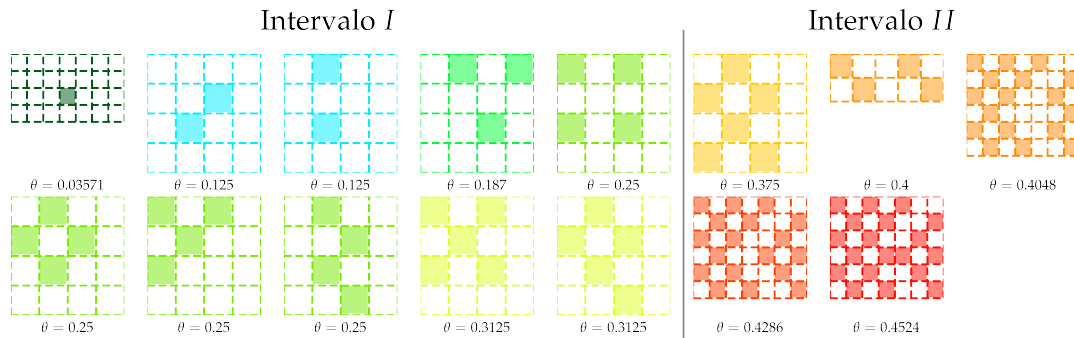 Intervalo I
Intervalo II
θ = 0.03571
θ = 0.125
θ = 0.125
θ = 0.187
θ = 0.25
θ = 0.375
θ = 0.4
θ = 0.4048
θ = 0.25
θ = 0.25
θ = 0.25
θ = 0.3125
θ = 0.3125
θ = 0.4286
θ = 0.4524